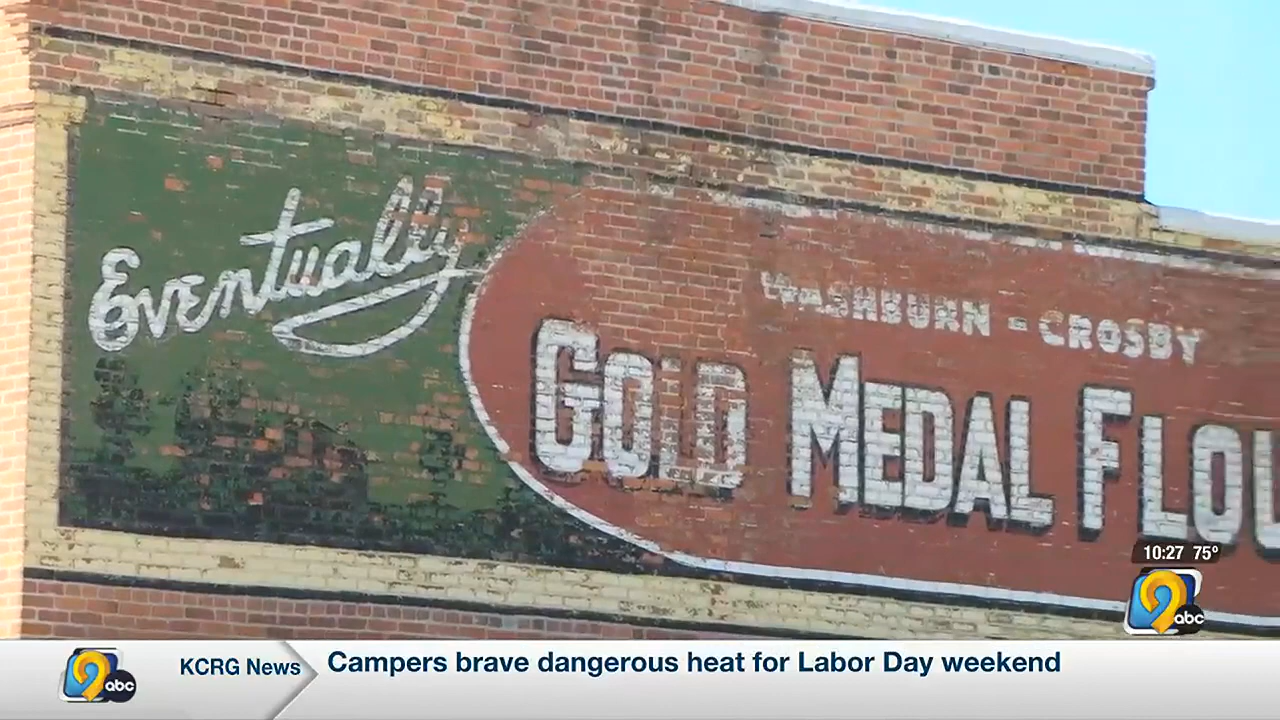 Eventually
WASHBURN - CROSBY
GOLD MEDAL FLOU
10:27 75°
9
abc
9
abc
KCRG News
Campers brave dangerous heat for Labor Day weekend